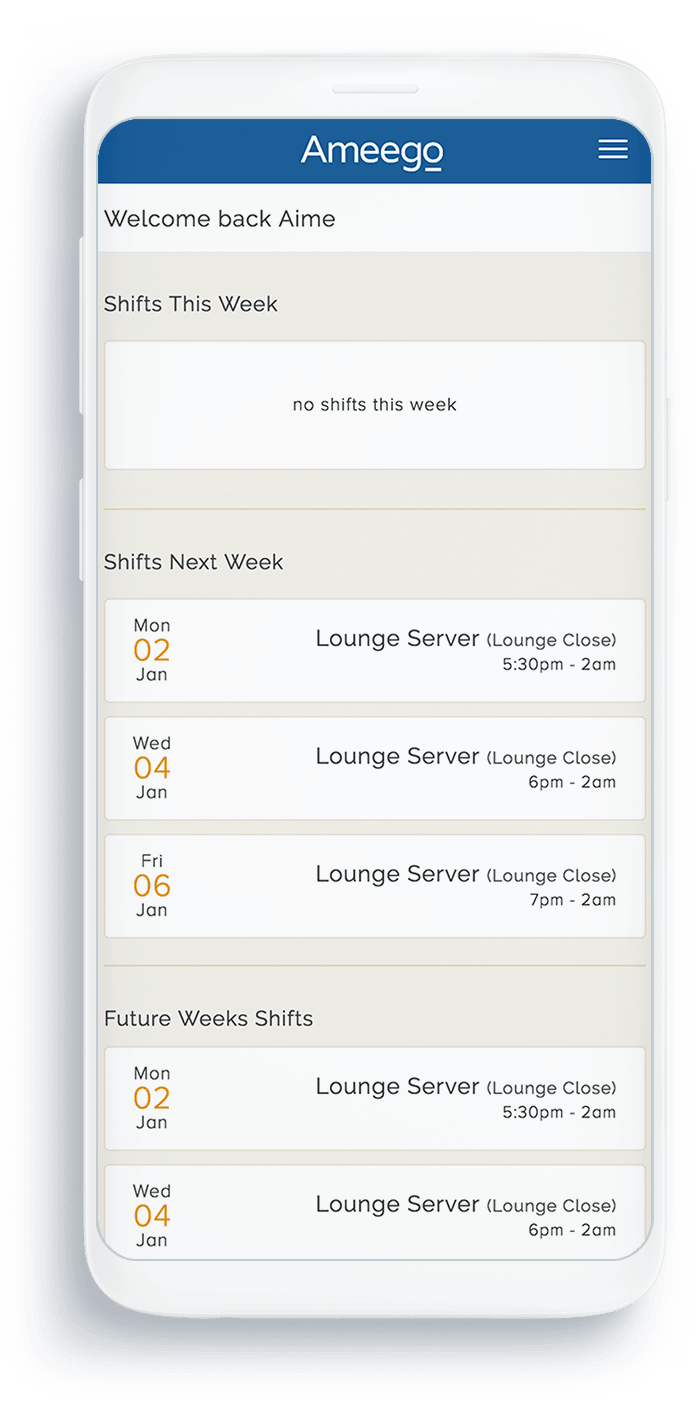 Ameego
Welcome back Aime
Shifts This Week
no shifts this week
Shifts Next Week
Mon
02
Jan
Lounge Server (Lounge Close)
5:30pm - 2am
Wed
04
Jan
Lounge Server (Lounge Close)
6pm - 2am
Fri
06
Jan
Lounge Server (Lounge Close)
7pm - 2am
Future Weeks Shifts
Mon
02
Jan
Lounge Server (Lounge Close)
5:30pm - 2am
Wed
04
Jan
Lounge Server (Lounge Close)
6pm - 2am